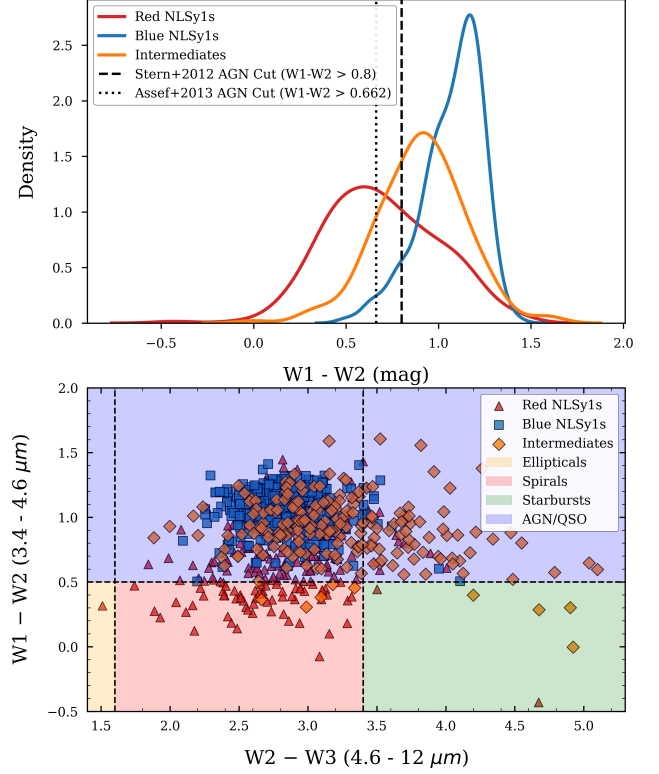 Red NLSy1s
Blue NLSy1s
Intermediates
Stern+2012 AGN Cut (W1-W2 > 0.8)
Assef+2013 AGN Cut (W1-W2 > 0.662)
Density
2.5
2.0
1.5
1.0
0.5
0.0
−0.5 0.0 0.5 1.0 1.5 2.0
W1 - W2 (mag)
Red NLSy1s
Blue NLSy1s
Intermediates
Ellipticals
Spirals
Starbursts
AGN/QSO
W1 − W2 (3.4 - 4.6 μm)
2.0
1.5
1.0
0.5
0.0
−0.5
1.5 2.0 2.5 3.0 3.5 4.0 4.5 5.0
W2 − W3 (4.6 - 12 μm)